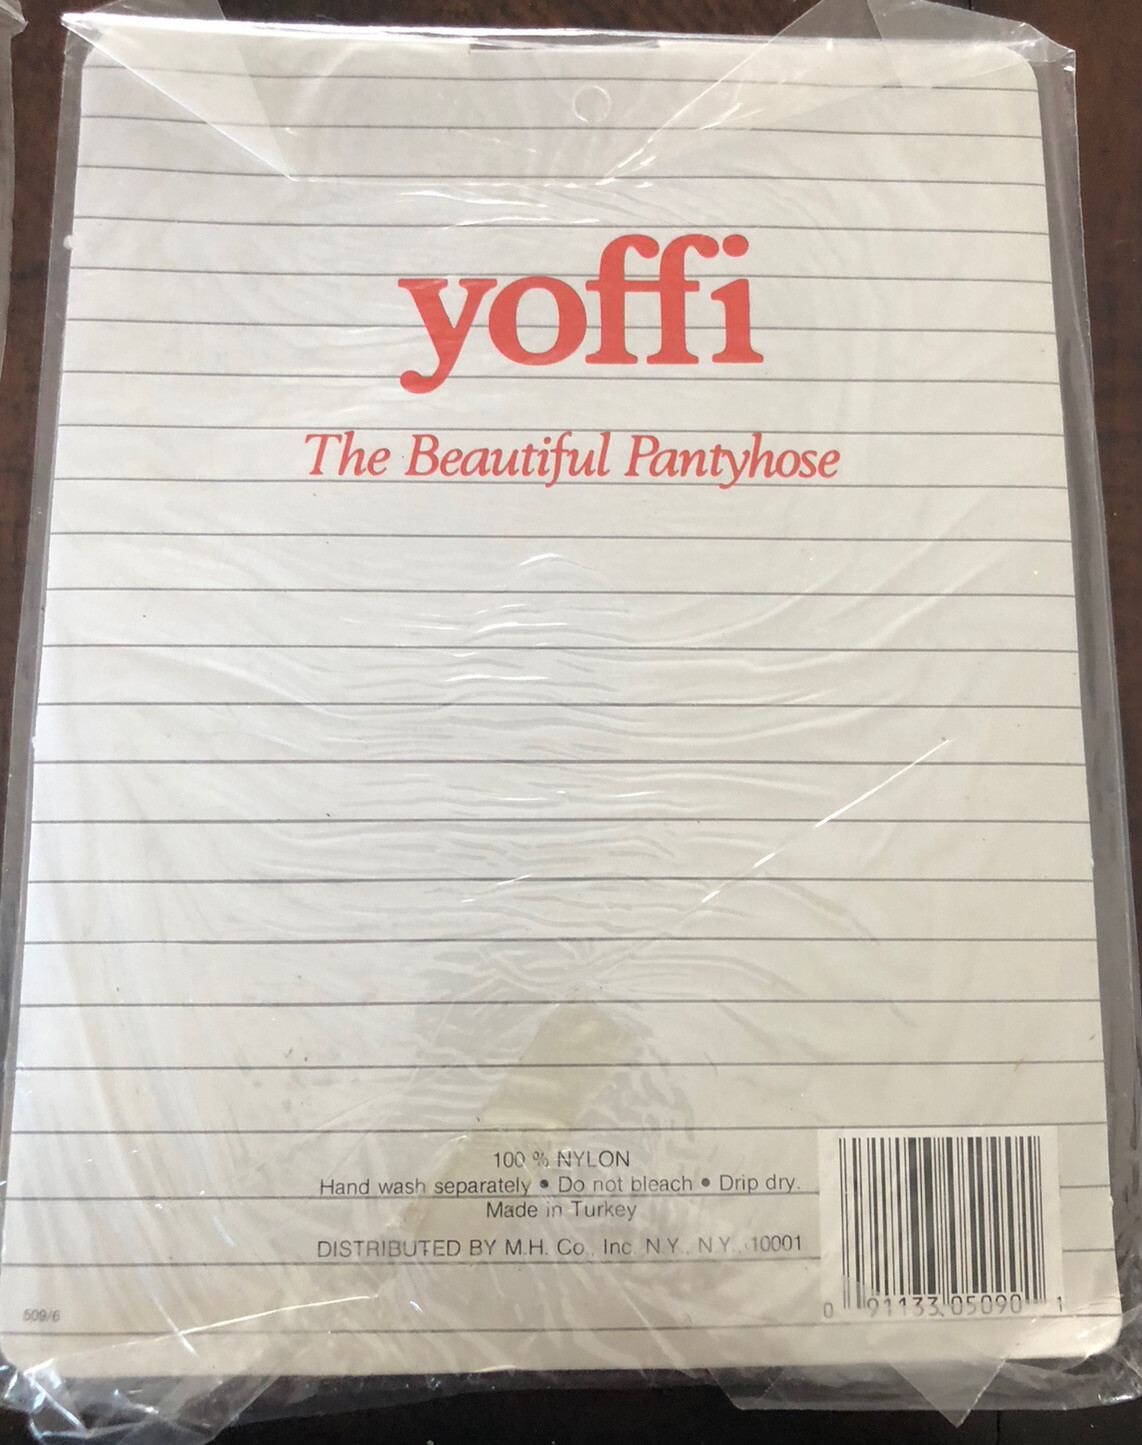 yoffi
The Beautiful Pantyhose
100 % NYLON
Hand wash separately • Do not bleach • Drip dry.
Made in Turkey
DISTRIBUTED BY M.H. Co., Inc. N.Y., N.Y., 10001
0 91133 05090 1
509/6